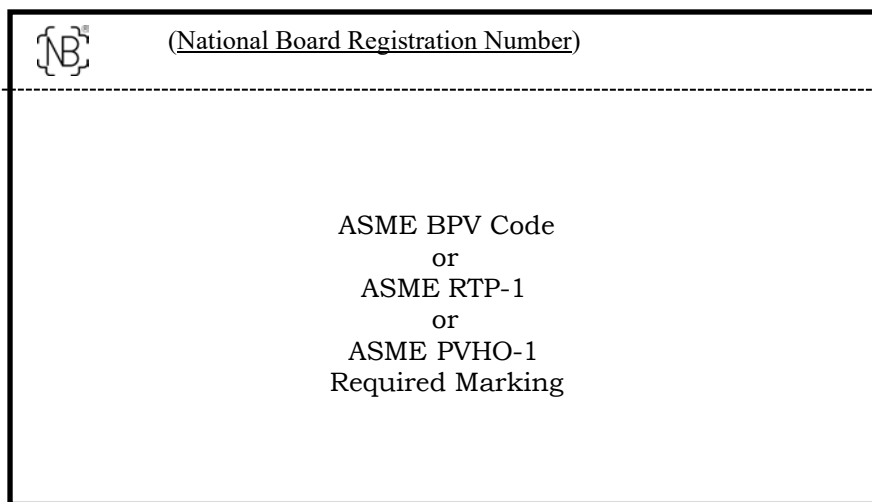 NB® (National Board Registration Number)
ASME BPV Code
or
ASME RTP-1
or
ASME PVHO-1
Required Marking